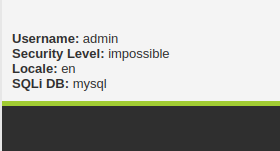 Username: admin
Security Level: impossible
Locale: en
SQLi DB: mysql